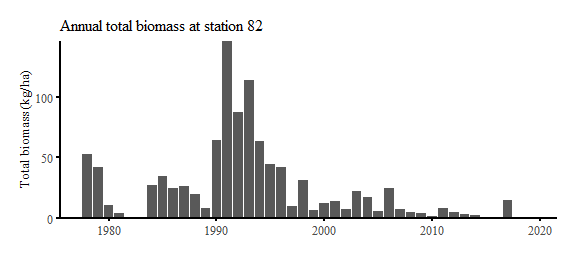 Annual total biomass at station 82
Total biomass (kg/ha)
100
50
0
1980 1990 2000 2010 2020